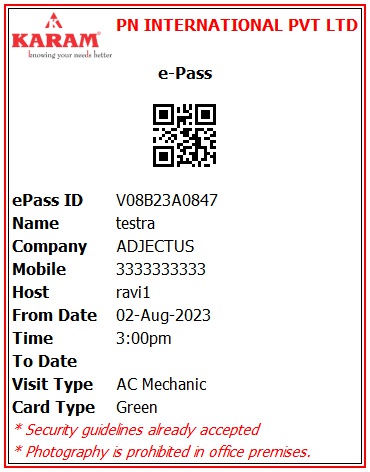 PN INTERNATIONAL PVT LTD
KARAM®
knowing your needs better
e-Pass
ePass ID V08B23A0847
Name testra
Company ADJECTUS
Mobile 3333333333
Host ravi1
From Date 02-Aug-2023
Time 3:00pm
To Date
Visit Type AC Mechanic
Card Type Green
* Security guidelines already accepted
* Photography is prohibited in office premises.